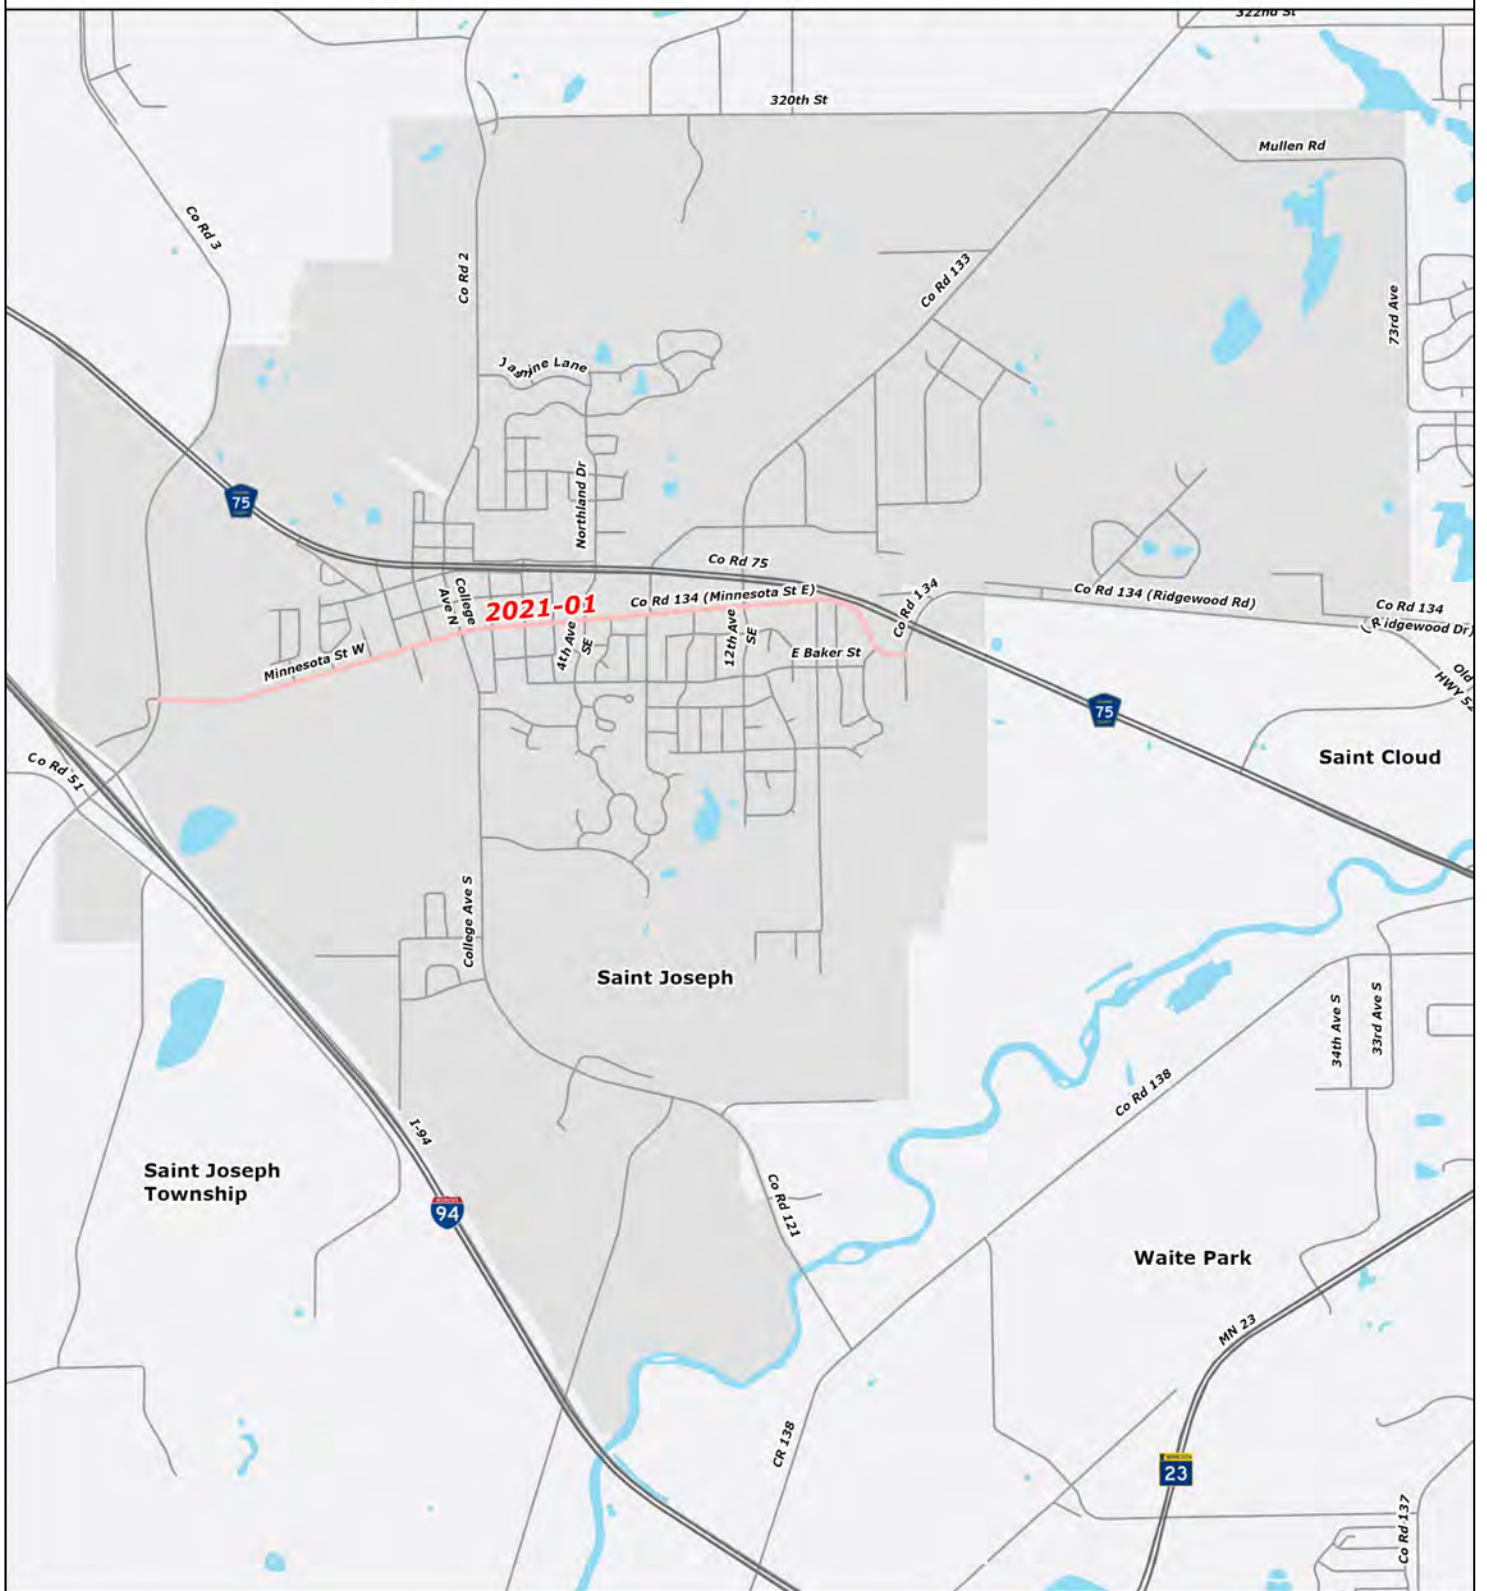 322nd St
320th St
Mullen Rd
Co Rd 3
Co Rd 2
Co Rd 133
73rd Ave
Jasmine Lane
Northland Dr
75
Co Rd 75
College
Ave N
2021-01
Co Rd 134 (Minnesota St E)
Co Rd 134
Co Rd 134 (Ridgewood Rd)
Co Rd 134
(Ridgewood Dr)
4th Ave
SE
12th Ave
SE
E Baker St
Minnesota St W
Old
HWY 52
75
Co Rd 51
Saint Cloud
College Ave S
Saint Joseph
34th Ave S
33rd Ave S
Co Rd 138
I-94
Saint Joseph
Township
94
Co Rd 121
Waite Park
MN 23
CR 138
23
Co Rd 137